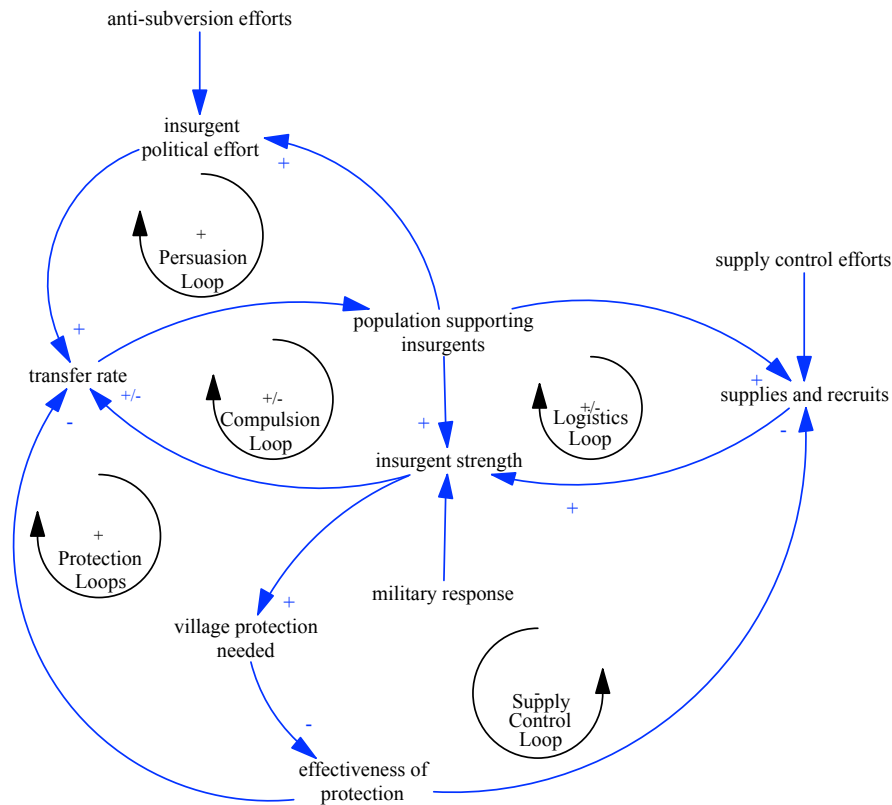 anti-subversion efforts
insurgent
political effort
+
+
Persuasion
Loop
supply control efforts
+
population supporting
insurgents
transfer rate
+/-
+/-
Compulsion
Loop
+/-
Logistics
Loop
+
supplies and recruits
-
+
-
insurgent strength
+
+
Protection
Loops
military response
+
village protection
needed
-
Supply
Control
Loop
-
effectiveness of
protection